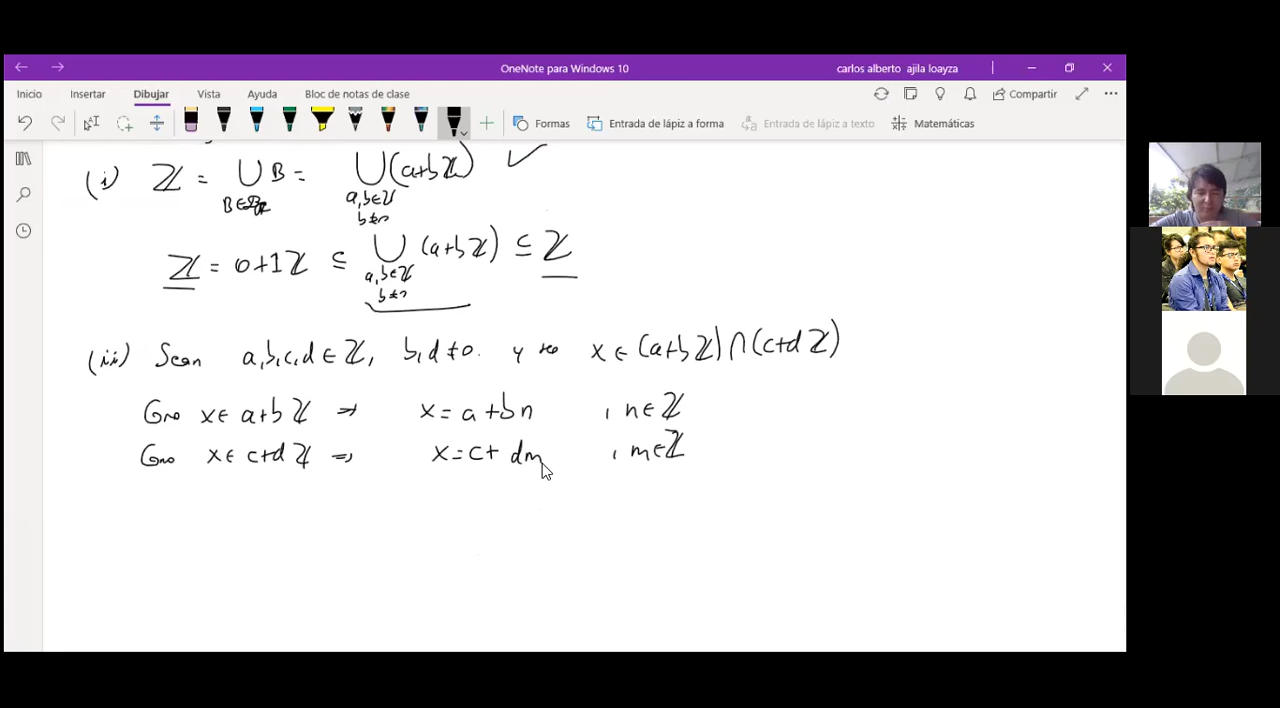 OneNote para Windows 10
carlos alberto ajila loayza
Inicio Insertar Dibujar Vista Ayuda Bloc de notas de clase
Compartir
Formas Entrada de lápiz a forma Entrada de lápiz a texto Matemáticas
(i) ℤ = ∪ B = ∪ (a+bℤ) ✓
a,b∈ℤ
b≠0
ℤ = 0+1ℤ ⊆ ∪ (a+bℤ) ⊆ ℤ
a,b∈ℤ
b≠0
(ii) Sean a,b,c,d ∈ ℤ, b,d ≠0. y sea x ∈ (a+bℤ)∩(c+dℤ)
Como x∈ a+bℤ ⇒ x = a+bn , n∈ℤ
Como x∈ c+dℤ ⇒ x = c+ dm , m∈ℤ